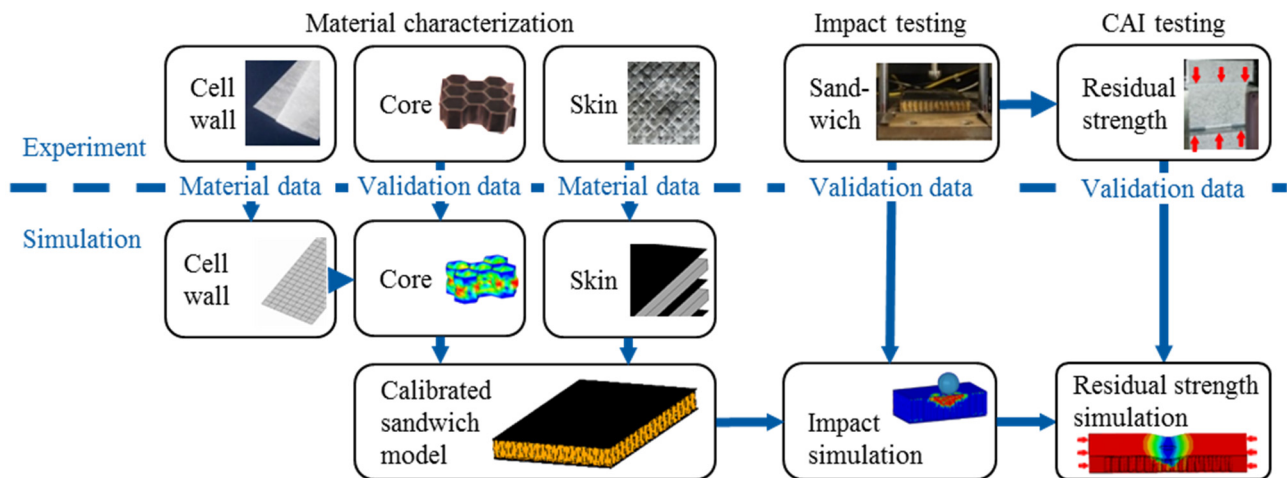 Material characterization
Impact testing
CAI testing
Cell
wall
Core
Skin
Sand-
wich
Residual
strength
Experiment
Material data
Validation data
Material data
Validation data
Validation data
Simulation
Cell
wall
Core
Skin
Calibrated
sandwich
model
Impact
simulation
Residual strength
simulation